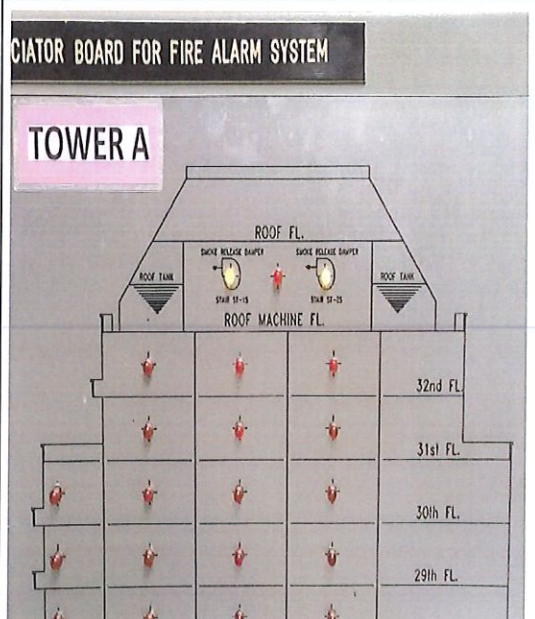 CIATOR BOARD FOR FIRE ALARM SYSTEM
TOWER A
ROOF FL.
SMOKE RELEASE DAMPER SMOKE RELEASE DAMPER
ROOF TANK ROOF TANK
STAIR ST-1S STAIR ST-2S
ROOF MACHINE FL.
32nd FL.
31st FL.
30th FL.
29th FL.